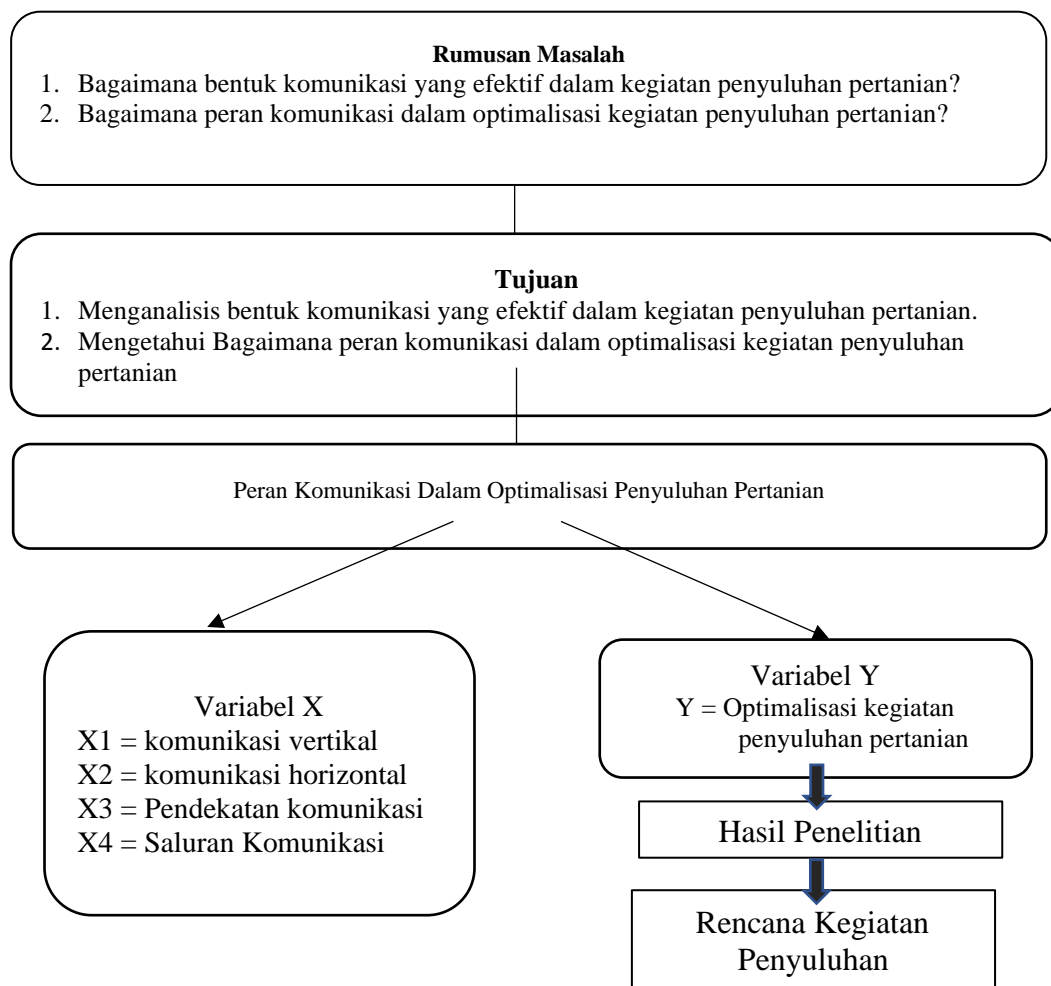 Rumusan Masalah
1. Bagaimana bentuk komunikasi yang efektif dalam kegiatan penyuluhan pertanian?
2. Bagaimana peran komunikasi dalam optimalisasi kegiatan penyuluhan pertanian?
Tujuan
1. Menganalisis bentuk komunikasi yang efektif dalam kegiatan penyuluhan pertanian.
2. Mengetahui Bagaimana peran komunikasi dalam optimalisasi kegiatan penyuluhan
pertanian
Peran Komunikasi Dalam Optimalisasi Penyuluhan Pertanian
Variabel X
X1 = komunikasi vertikal
X2 = komunikasi horizontal
X3 = Pendekatan komunikasi
X4 = Saluran Komunikasi
Variabel Y
Y = Optimalisasi kegiatan
penyuluhan pertanian
Hasil Penelitian
Rencana Kegiatan
Penyuluhan